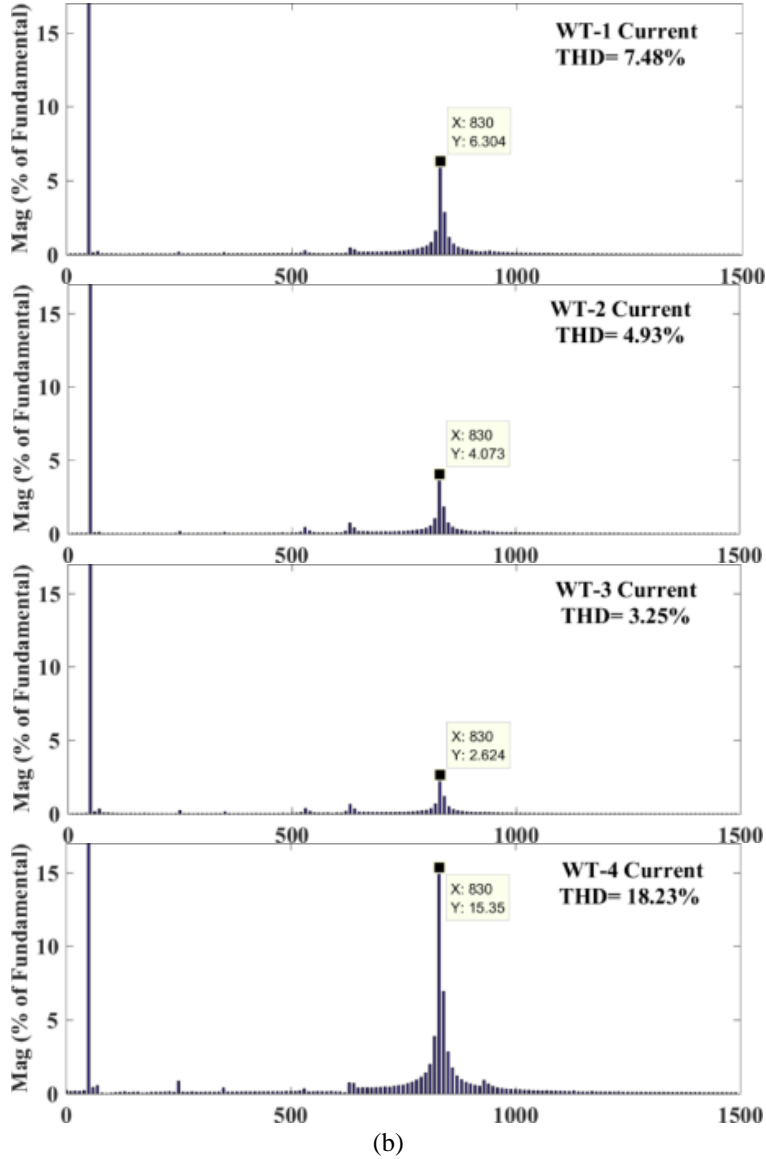 Mag (% of Fundamental)
15
10
5
0
WT-1 Current
THD= 7.48%
X: 830
Y: 6.304
0 500 1000 1500
Mag (% of Fundamental)
15
10
5
0
WT-2 Current
THD= 4.93%
X: 830
Y: 4.073
0 500 1000 1500
Mag (% of Fundamental)
15
10
5
0
WT-3 Current
THD= 3.25%
X: 830
Y: 2.624
0 500 1000 1500
Mag (% of Fundamental)
15
10
5
0
WT-4 Current
THD= 18.23%
X: 830
Y: 15.35
0 500 1000 1500
(b)